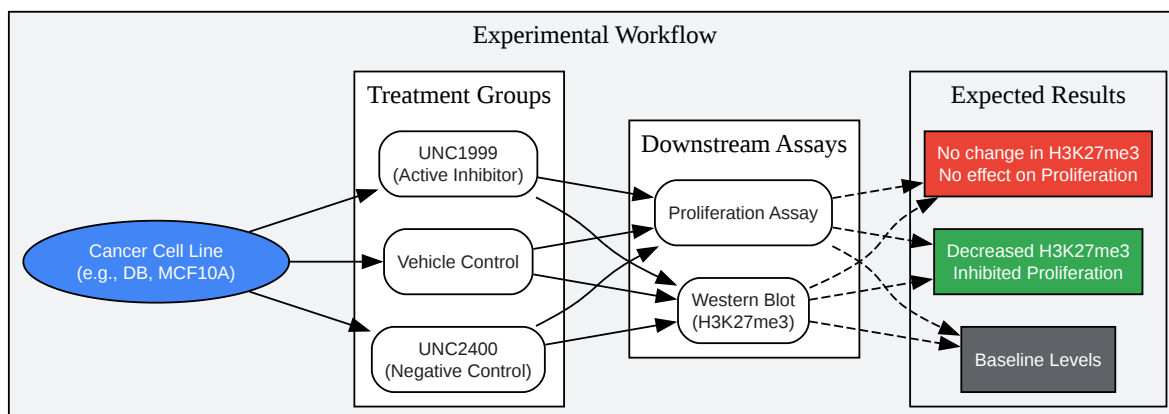 Experimental Workflow
Treatment Groups
Expected Results
Downstream Assays
Cancer Cell Line
(e.g., DB, MCF10A)
UNC1999
(Active Inhibitor)
Vehicle Control
UNC2400
(Negative Control)
Proliferation Assay
Western Blot
(H3K27me3)
No change in H3K27me3
No effect on Proliferation
Decreased H3K27me3
Inhibited Proliferation
Baseline Levels